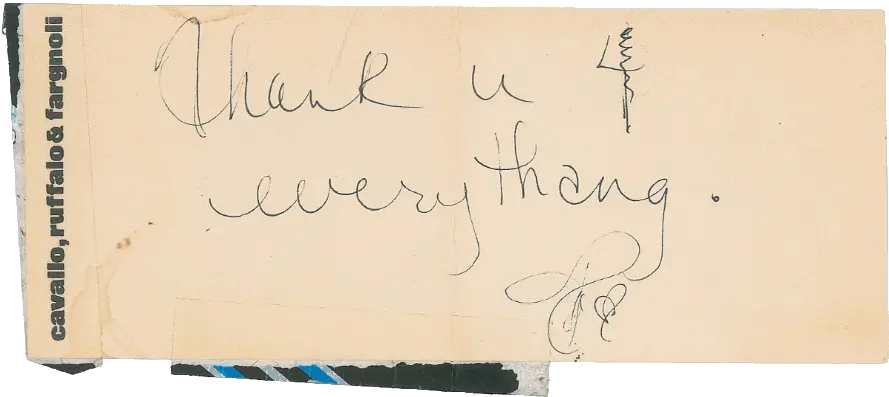 cavallo, ruffalo & fargnoli
Thank u 4
everythang.